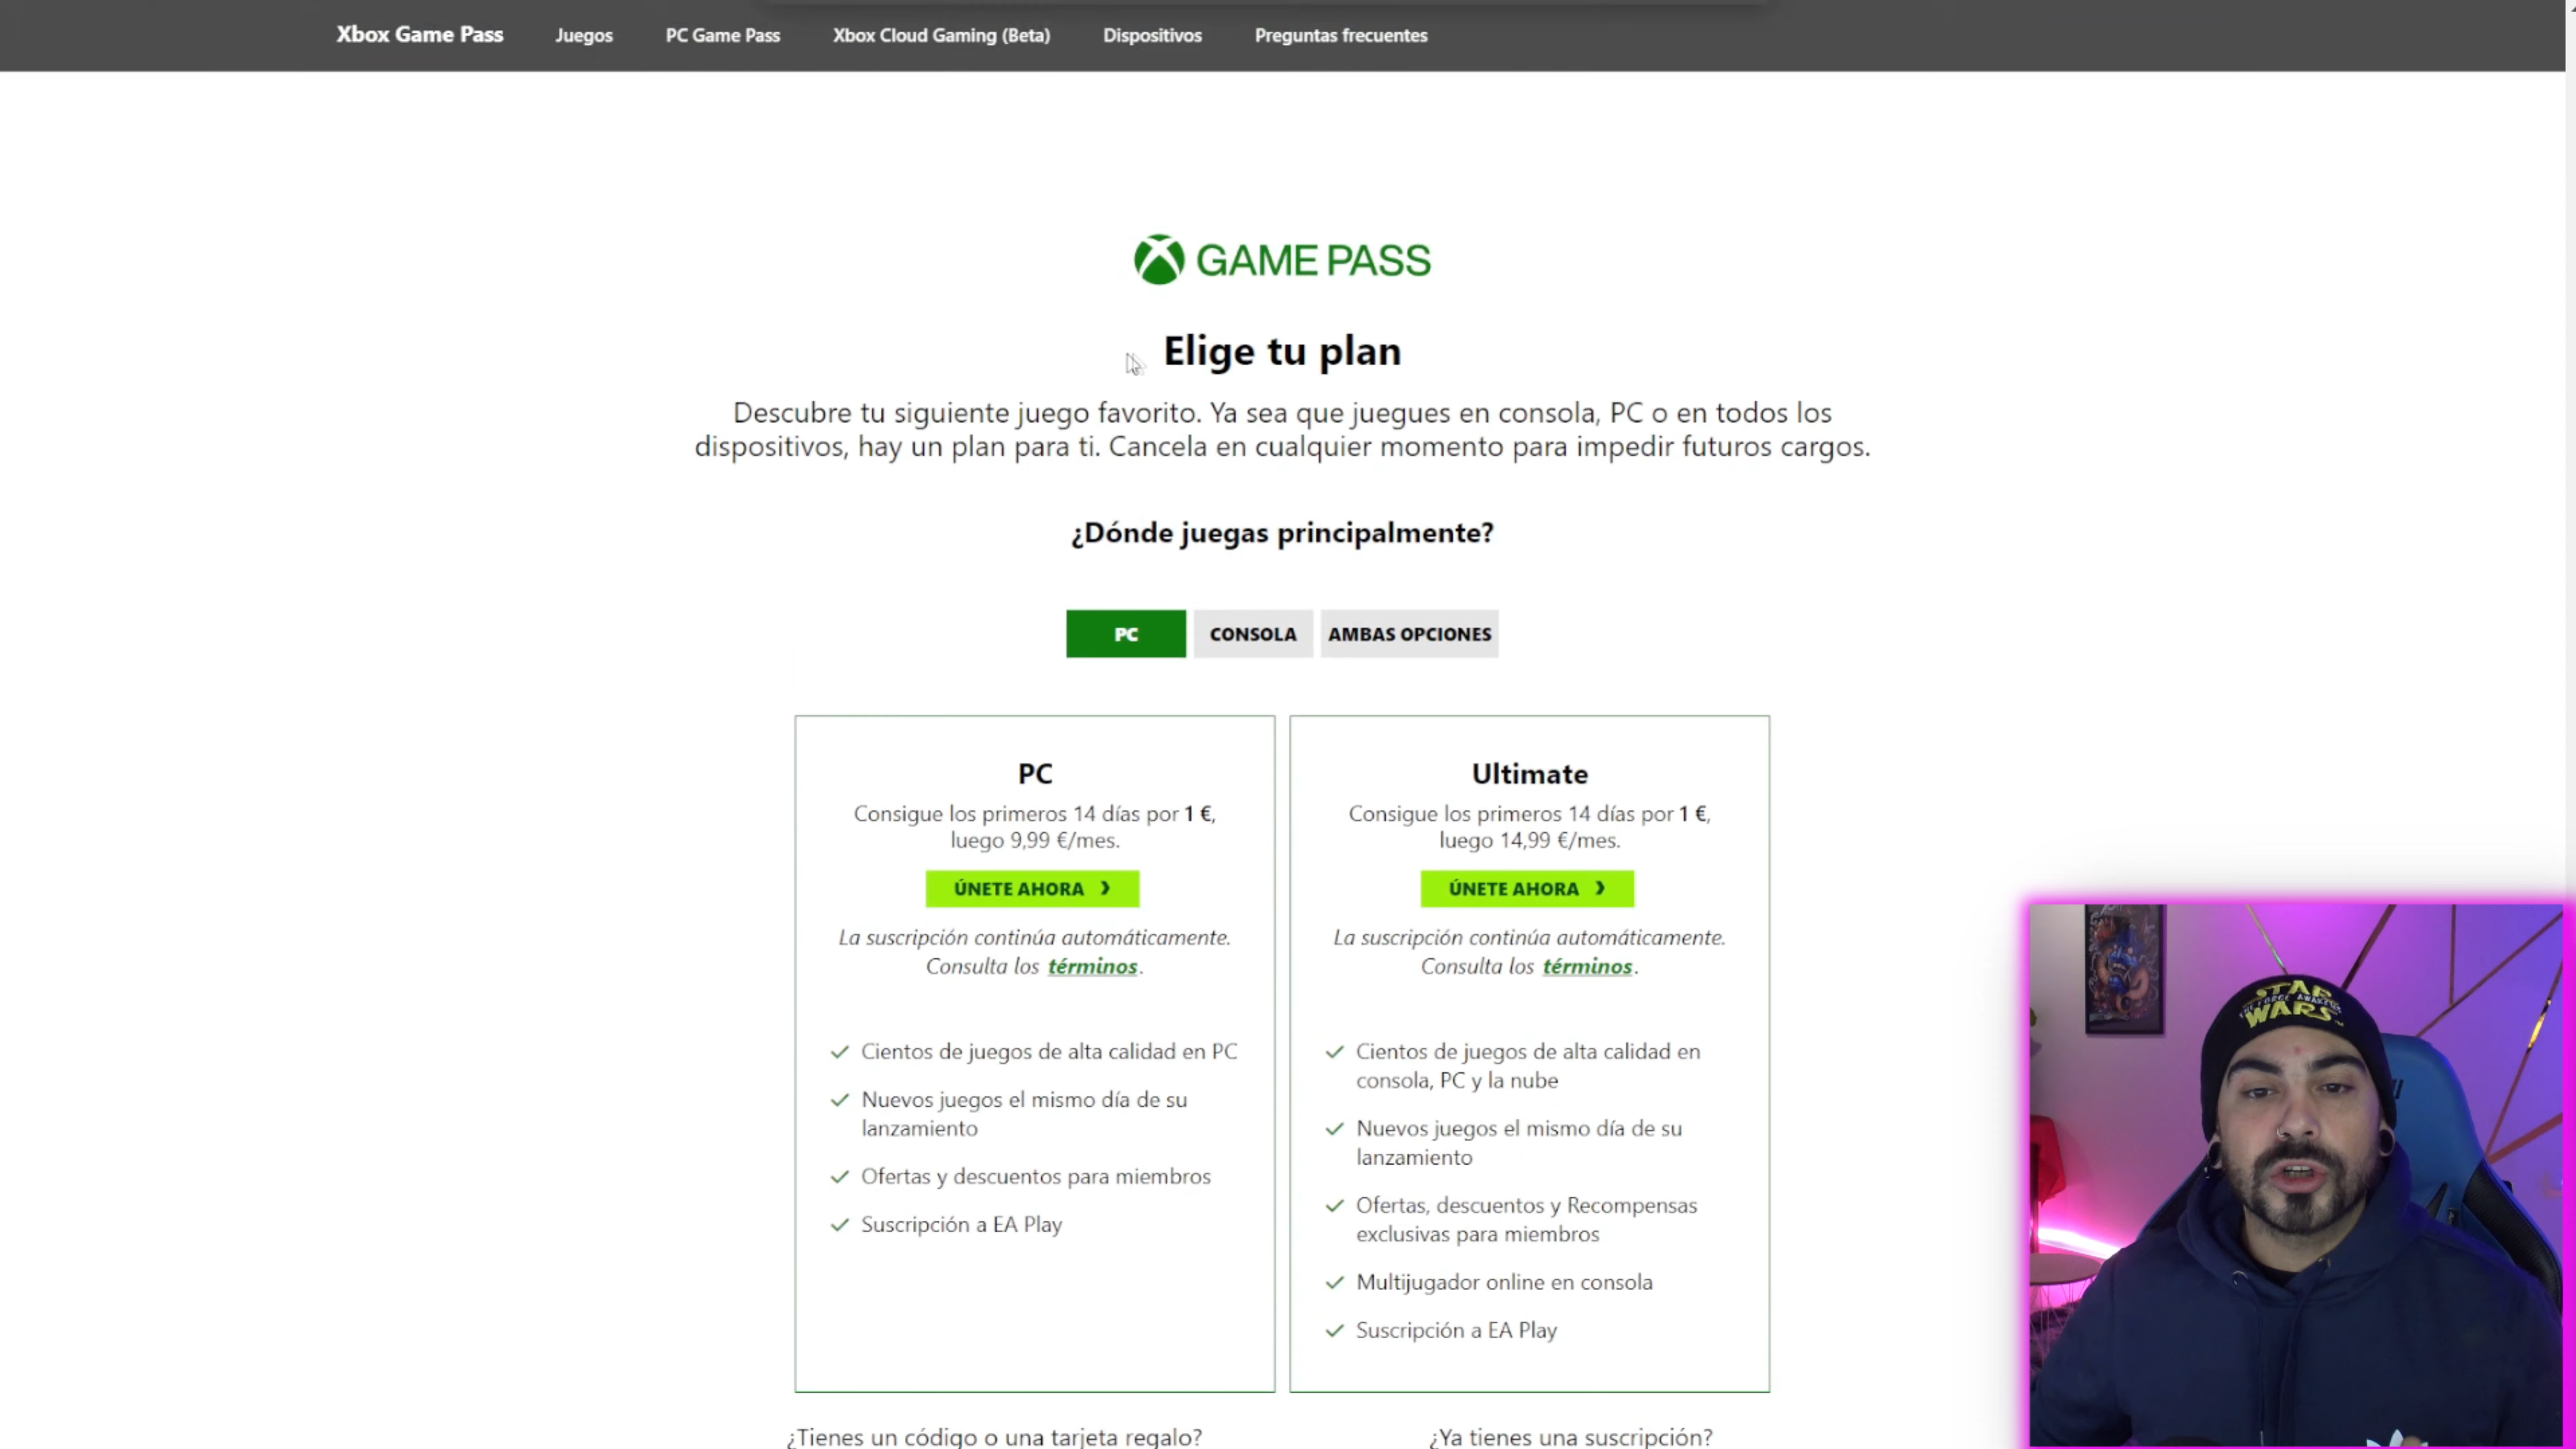 Xbox Game Pass Juegos PC Game Pass Xbox Cloud Gaming (Beta) Dispositivos Preguntas frecuentes
GAME PASS
Elige tu plan
Descubre tu siguiente juego favorito. Ya sea que juegues en consola, PC o en todos los
dispositivos, hay un plan para ti. Cancela en cualquier momento para impedir futuros cargos.
¿Dónde juegas principalmente?
PC CONSOLA AMBAS OPCIONES
PC
Consigue los primeros 14 días por 1 €,
luego 9,99 €/mes.
ÚNETE AHORA
La suscripción continúa automáticamente.
Consulta los términos.
Cientos de juegos de alta calidad en PC
Nuevos juegos el mismo día de su
lanzamiento
Ofertas y descuentos para miembros
Suscripción a EA Play
Ultimate
Consigue los primeros 14 días por 1 €,
luego 14,99 €/mes.
ÚNETE AHORA
La suscripción continúa automáticamente.
Consulta los términos.
Cientos de juegos de alta calidad en
consola, PC y la nube
Nuevos juegos el mismo día de su
lanzamiento
Ofertas, descuentos y Recompensas
exclusivas para miembros
Multijugador online en consola
Suscripción a EA Play
¿Tienes un código o una tarjeta regalo?
¿Ya tienes una suscripción?
STAR
THE FORCE AWAKENS
WARS